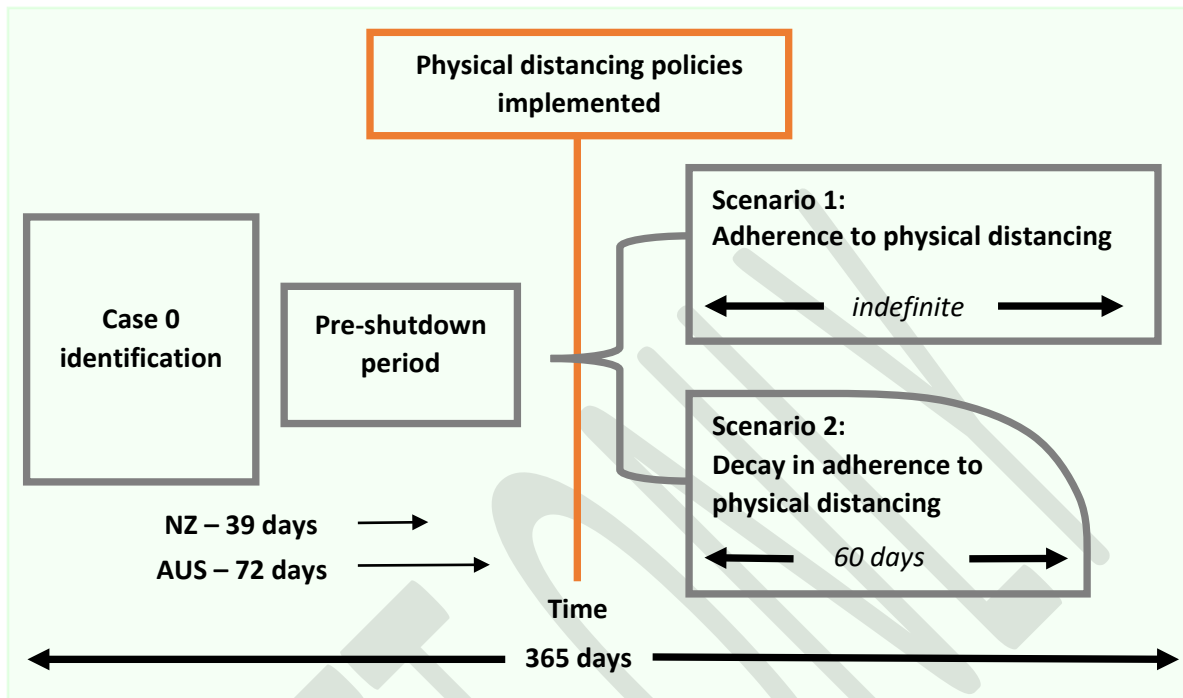 Physical distancing policies
implemented
Case 0
identification
Pre-shutdown
period
Scenario 1:
Adherence to physical distancing
indefinite
Scenario 2:
Decay in adherence to
physical distancing
60 days
NZ – 39 days
AUS – 72 days
Time
365 days